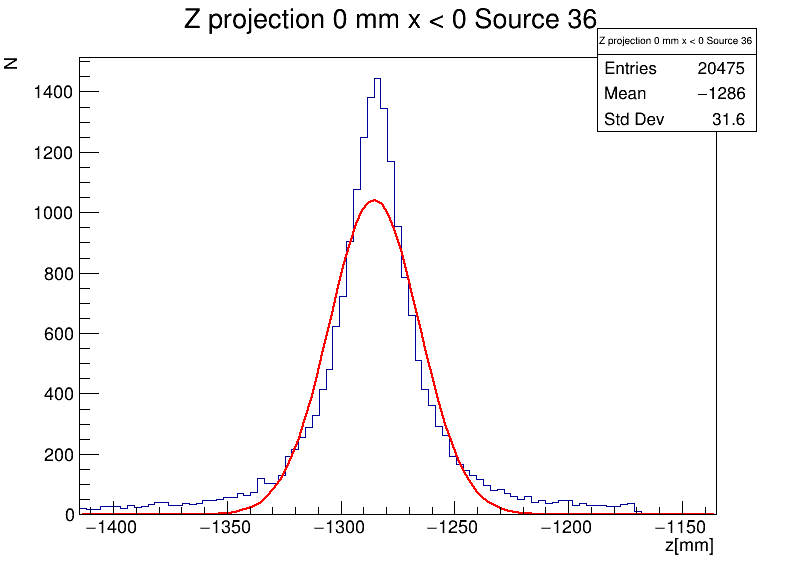 Z projection 0 mm x < 0 Source 36
Z projection 0 mm x < 0 Source 36
Entries 20475
Mean −1286
Std Dev 31.6
N
1400
1200
1000
800
600
400
200
0
−1400 −1350 −1300 −1250 −1200 −1150
z[mm]